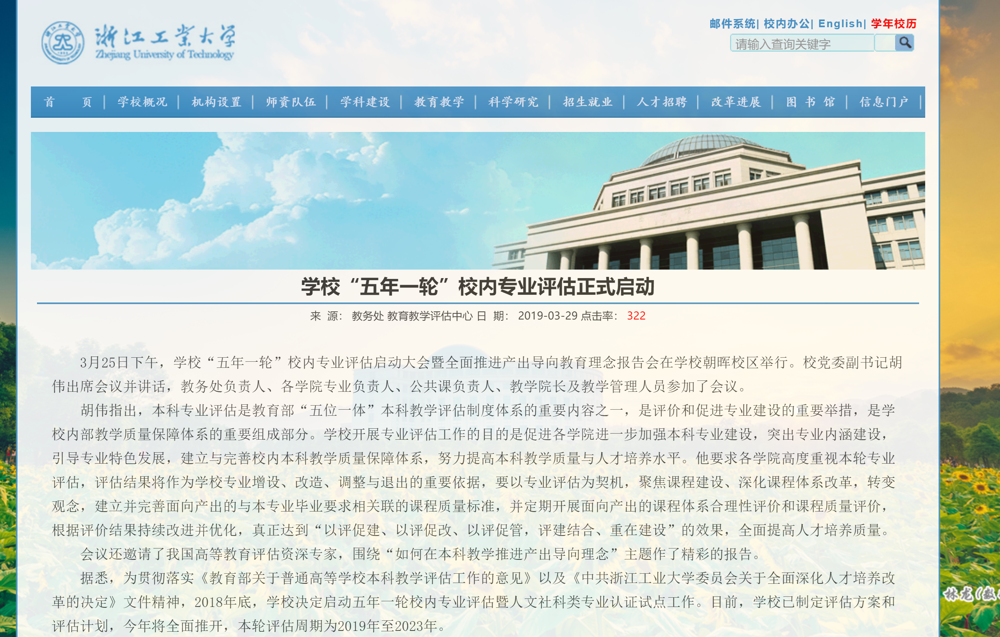 浙江工业大学
Zhejiang University of Technology
邮件系统| 校内办公| English| 学年校历
请输入查询关键字
首 页 学校概况 机构设置 师资队伍 学科建设 教育教学 科学研究 招生就业 人才招聘 改革进展 图书馆 信息门户
学校“五年一轮”校内专业评估正式启动
来 源： 教务处 教育教学评估中心 日 期： 2019-03-29 点击率： 322
3月25日下午，学校“五年一轮”校内专业评估启动大会暨全面推进产出导向教育理念报告会在学校朝晖校区举行。校党委副书记胡
伟出席会议并讲话，教务处负责人、各学院专业负责人、公共课负责人、教学院长及教学管理人员参加了会议。
胡伟指出，本科专业评估是教育部“五位一体”本科教学评估制度体系的重要内容之一，是评价和促进专业建设的重要举措，是学
校内部教学质量保障体系的重要组成部分。学校开展专业评估工作的目的是促进各学院进一步加强本科专业建设，突出专业内涵建设，
引导专业特色发展，建立与完善校内本科教学质量保障体系，努力提高本科教学质量与人才培养水平。他要求各学院高度重视本轮专业
评估，评估结果将作为学校专业增设、改造、调整与退出的重要依据，要以专业评估为契机，聚焦课程建设、深化课程体系改革，转变
观念，建立并完善面向产出的与本专业毕业要求相关联的课程质量标准，并定期开展面向产出的课程体系合理性评价和课程质量评价，
根据评价结果持续改进并优化，真正达到“以评促建、以评促改、以评促管，评建结合、重在建设”的效果，全面提高人才培养质量。
会议还邀请了我国高等教育评估资深专家，围绕“如何在本科教学推进产出导向理念”主题作了精彩的报告。
据悉，为贯彻落实《教育部关于普通高等学校本科教学评估工作的意见》以及《中共浙江工业大学委员会关于全面深化人才培养改
革的决定》文件精神，2018年底，学校决定启动五年一轮校内专业评估暨人文社科类专业认证试点工作。目前，学校已制定评估方案和
林龙(
评估计划，今年将全面推开，本轮评估周期为2019年至2023年。